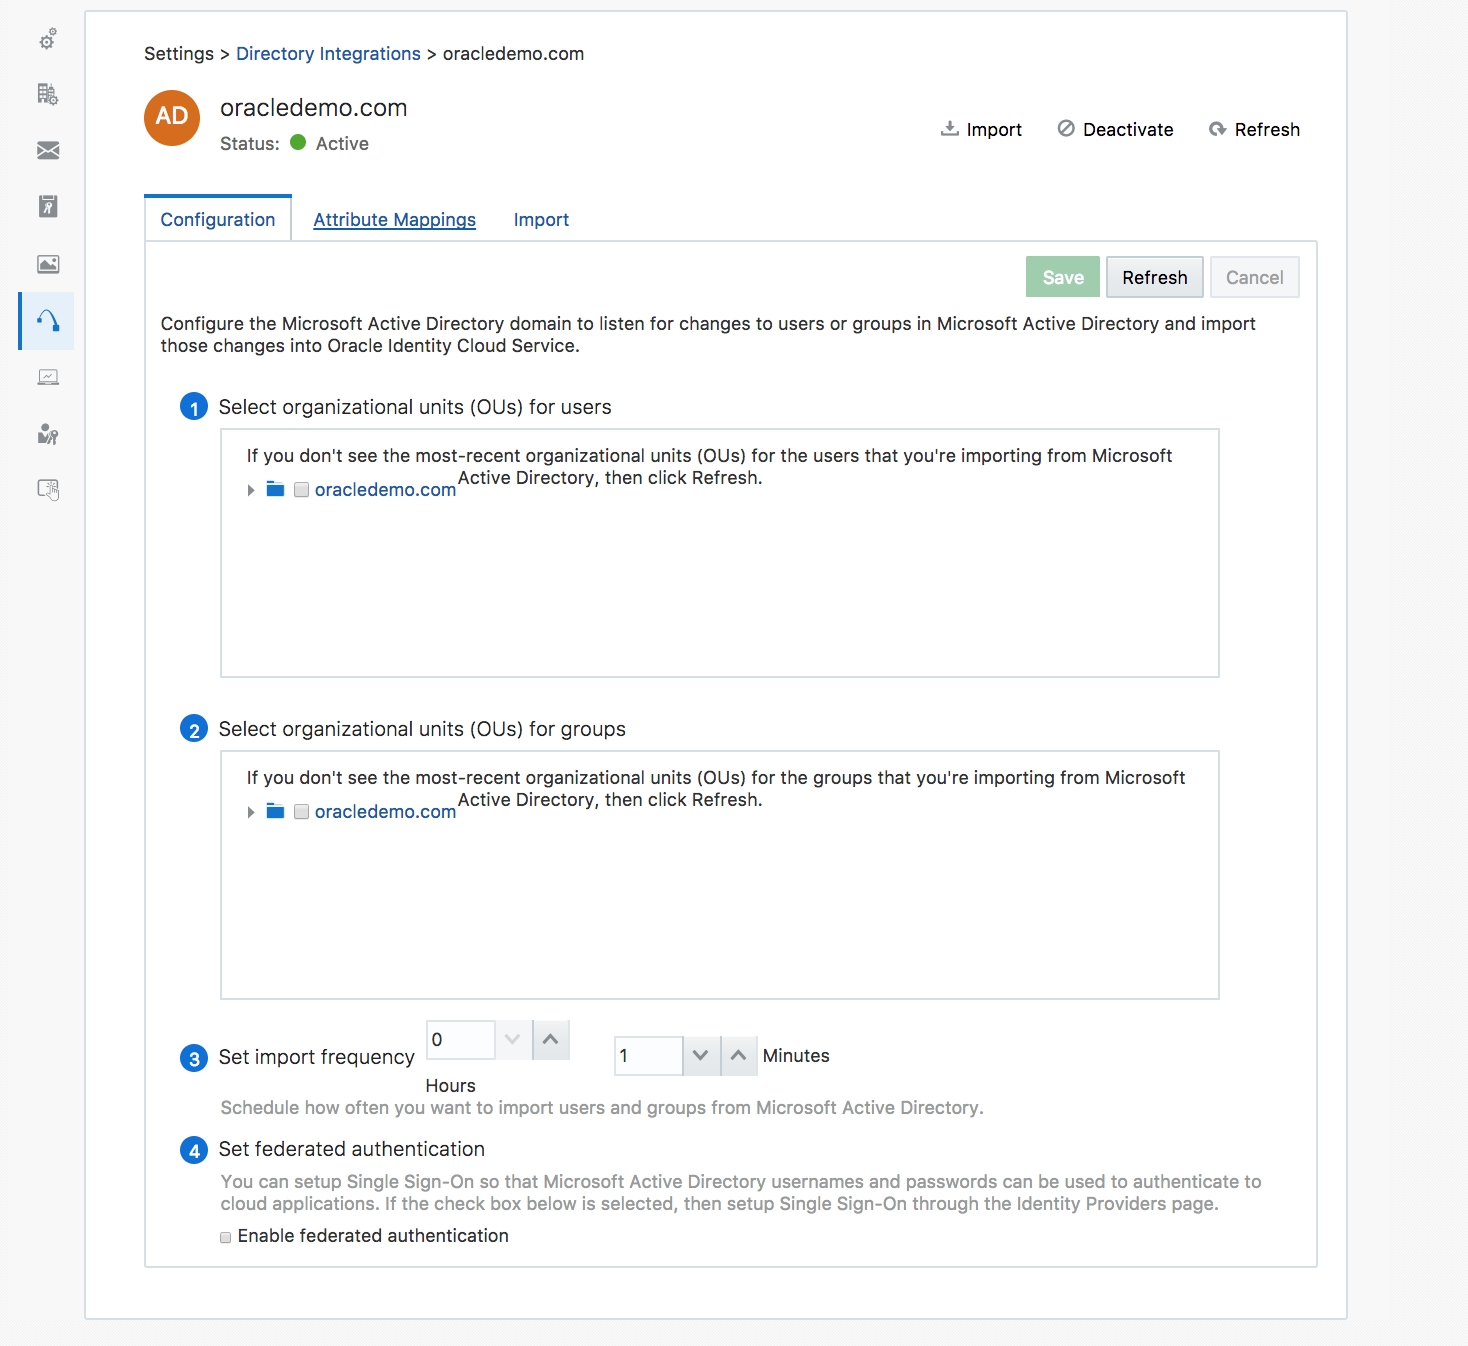 Settings > Directory Integrations > oracledemo.com
AD
oracledemo.com
Status: Active
Import Deactivate Refresh
Configuration Attribute Mappings Import
Save Refresh Cancel
Configure the Microsoft Active Directory domain to listen for changes to users or groups in Microsoft Active Directory and import
those changes into Oracle Identity Cloud Service.
1 Select organizational units (OUs) for users
If you don't see the most-recent organizational units (OUs) for the users that you're importing from Microsoft
Active Directory, then click Refresh.
oracledemo.com
2 Select organizational units (OUs) for groups
If you don't see the most-recent organizational units (OUs) for the groups that you're importing from Microsoft
Active Directory, then click Refresh.
oracledemo.com
3 Set import frequency 0 1 Minutes
Hours
Schedule how often you want to import users and groups from Microsoft Active Directory.
4 Set federated authentication
You can setup Single Sign-On so that Microsoft Active Directory usernames and passwords can be used to authenticate to
cloud applications. If the check box below is selected, then setup Single Sign-On through the Identity Providers page.
Enable federated authentication